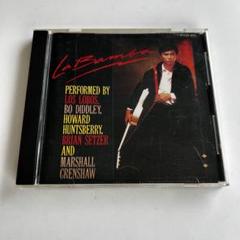 La Bamba
PERFORMED BY
LOS LOBOS,
BO DIDDLEY,
HOWARD
HUNTSBERRY,
BRIAN SETZER
AND
MARSHALL
CRENSHAW